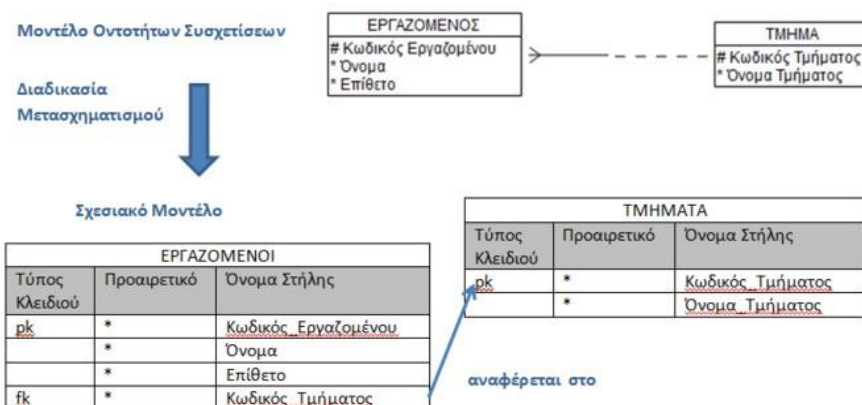 Μοντέλο Οντοτήτων Συσχετίσεων
ΕΡΓΑΖΟΜΕΝΟΣ
# Κωδικός Εργαζομένου
* Όνομα
* Επίθετο
ΤΜΗΜΑ
# Κωδικός Τμήματος
* Όνομα Τμήματος
Διαδικασία
Μετασχηματισμού
Σχεσιακό Μοντέλο
ΤΜΗΜΑΤΑ
Τύπος Κλειδιού Προαιρετικό Όνομα Στήλης
pk * Κωδικός_Τμήματος
* Όνομα_Τμήματος
ΕΡΓΑΖΟΜΕΝΟΙ
Τύπος Κλειδιού Προαιρετικό Όνομα Στήλης
pk * Κωδικός_Εργαζομένου
* Όνομα
* Επίθετο
fk * Κωδικός_Τμήματος
αναφέρεται στο